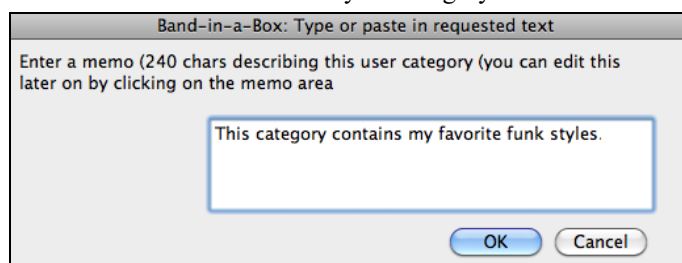 Band-in-a-Box: Type or paste in requested text
Enter a memo (240 chars describing this user category (you can edit this
later on by clicking on the memo area
This category contains my favorite funk styles.
OK Cancel